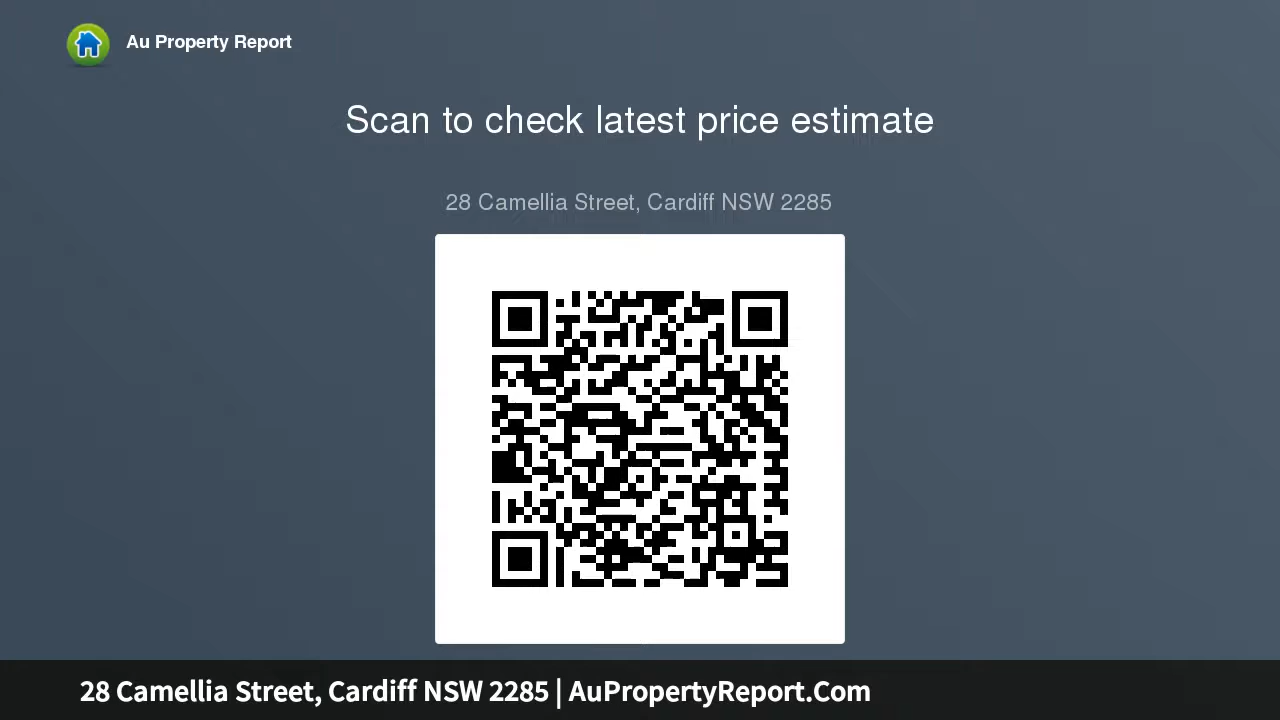 Au Property Report
Scan to check latest price estimate
28 Camellia Street, Cardiff NSW 2285
28 Camellia Street, Cardiff NSW 2285 | AuPropertyReport.Com